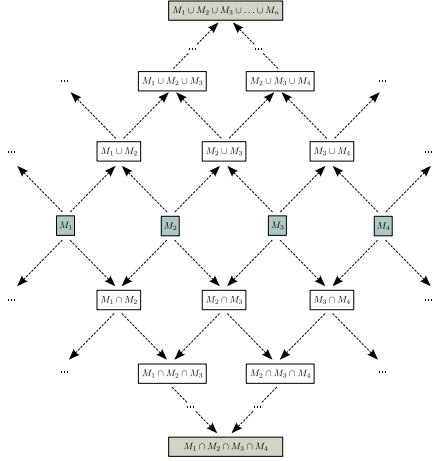 M₁ ∪ M₂ ∪ M₃ ∪ ... ∪ Mₙ
... ...
M₁ ∪ M₂ ∪ M₃ M₂ ∪ M₃ ∪ M₄
... ...
M₁ ∪ M₂ M₂ ∪ M₃ M₃ ∪ M₄
... ...
M₁ M₂ M₃ M₄
... ...
M₁ ∩ M₂ M₂ ∩ M₃ M₃ ∩ M₄
... ...
M₁ ∩ M₂ ∩ M₃ M₂ ∩ M₃ ∩ M₄
... ...
M₁ ∩ M₂ ∩ M₃ ∩ M₄